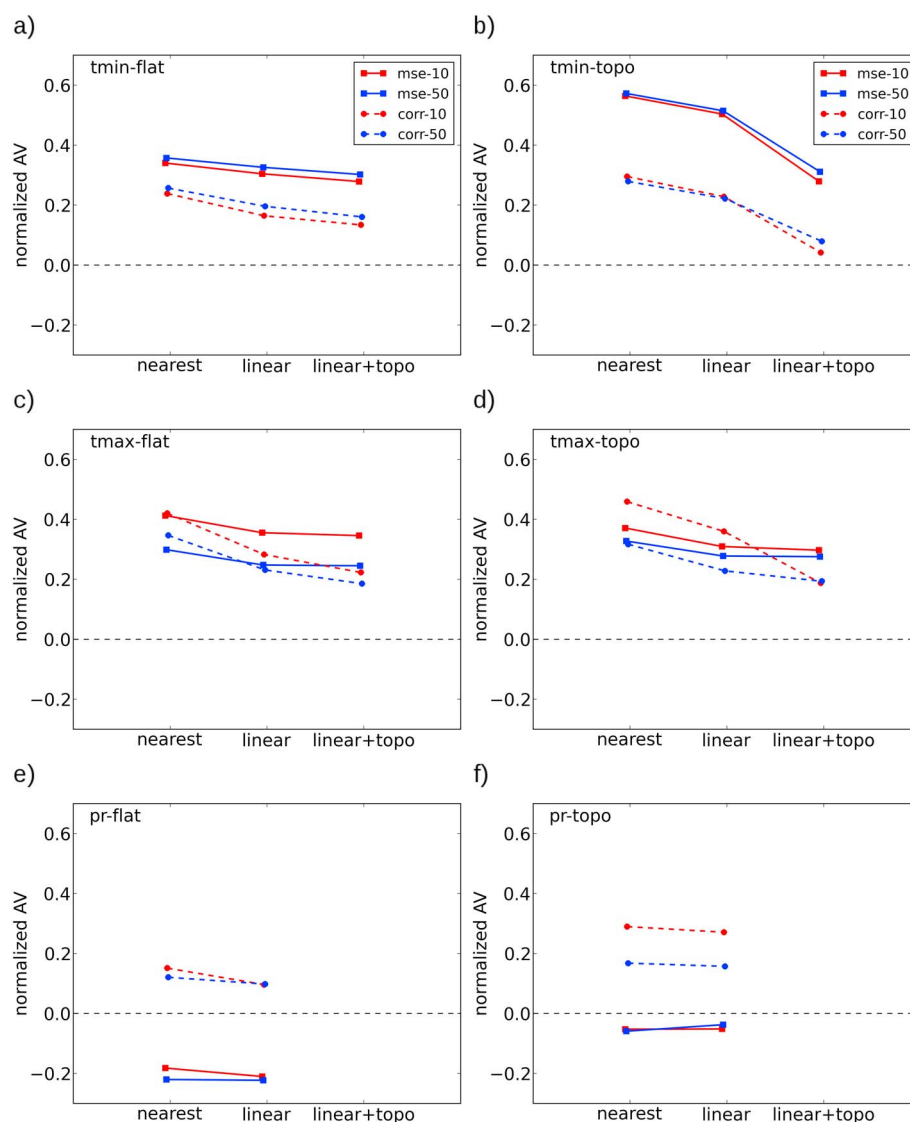 a)
tmin-flat
mse-10
mse-50
corr-10
corr-50
normalized AV
0.6
0.4
0.2
0.0
−0.2
nearest linear linear+topo
b)
tmin-topo
mse-10
mse-50
corr-10
corr-50
normalized AV
0.6
0.4
0.2
0.0
−0.2
nearest linear linear+topo
c)
tmax-flat
normalized AV
0.6
0.4
0.2
0.0
−0.2
nearest linear linear+topo
d)
tmax-topo
normalized AV
0.6
0.4
0.2
0.0
−0.2
nearest linear linear+topo
e)
pr-flat
normalized AV
0.6
0.4
0.2
0.0
−0.2
nearest linear linear+topo
f)
pr-topo
normalized AV
0.6
0.4
0.2
0.0
−0.2
nearest linear linear+topo